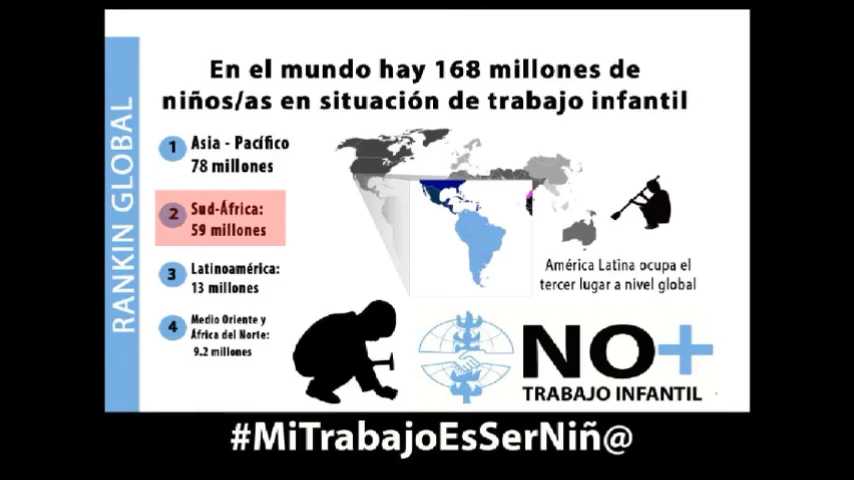 RANKIN GLOBAL
En el mundo hay 168 millones de
niños/as en situación de trabajo infantil
1 Asia - Pacífico
78 millones
2 Sud-África:
59 millones
3 Latinoamérica:
13 millones
4 Medio Oriente y
África del Norte:
9.2 millones
América Latina ocupa el
tercer lugar a nivel global
NO+
TRABAJO INFANTIL
#MiTrabajoEsSerNiñ@